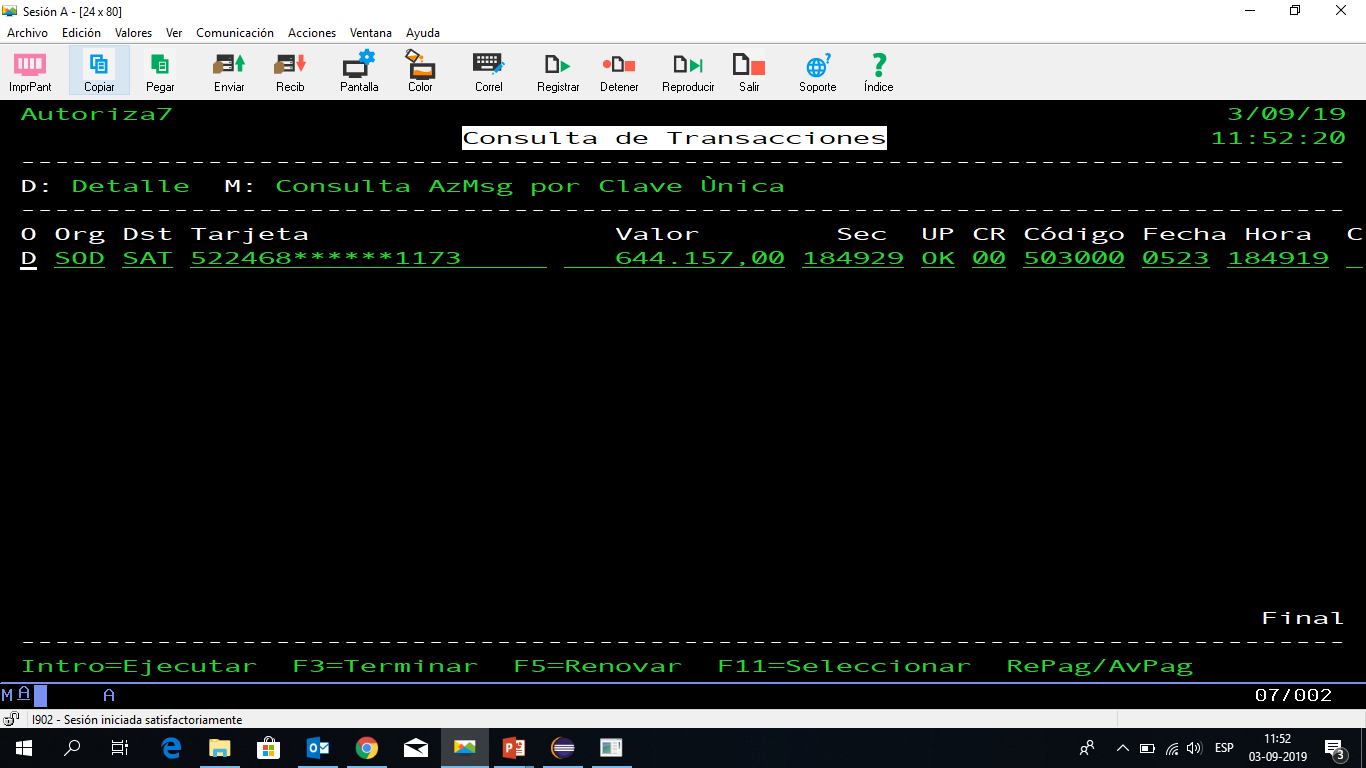 Sesión A - [24 x 80]
Archivo Edición Valores Ver Comunicación Acciones Ventana Ayuda
ImprPant Copiar Pegar Enviar Recib Pantalla Color Correl Registrar Detener Reproducir Salir Soporte Índice
Autoriza7 3/09/19
Consulta de Transacciones 11:52:20
D: Detalle M: Consulta AzMsg por Clave Ùnica
O Org Dst Tarjeta Valor Sec UP CR Código Fecha Hora C
D SOD SAT 522468******1173 644.157,00 184929 OK 00 503000 0523 184919
Final
Intro=Ejecutar F3=Terminar F5=Renovar F11=Seleccionar RePag/AvPag
MA A 07/002
I902 - Sesión iniciada satisfactoriamente
ESP 11:52
03-09-2019 3